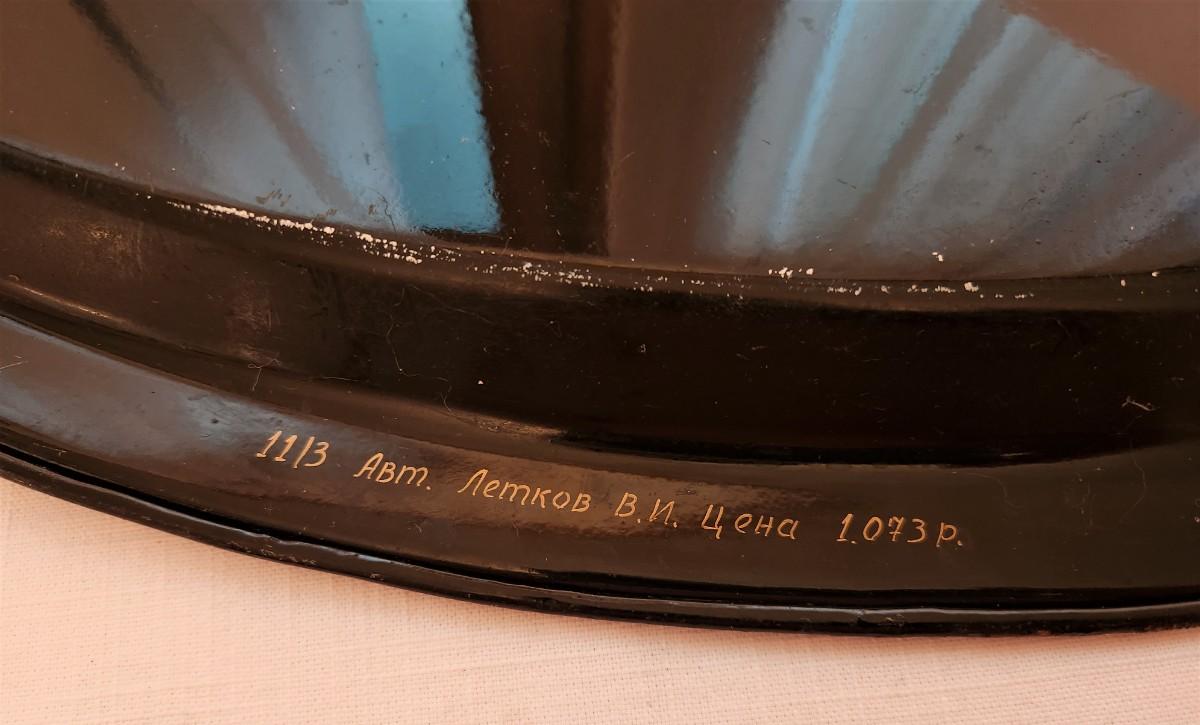 11/3 Авт. Летков В.И. Цена 1.073р.